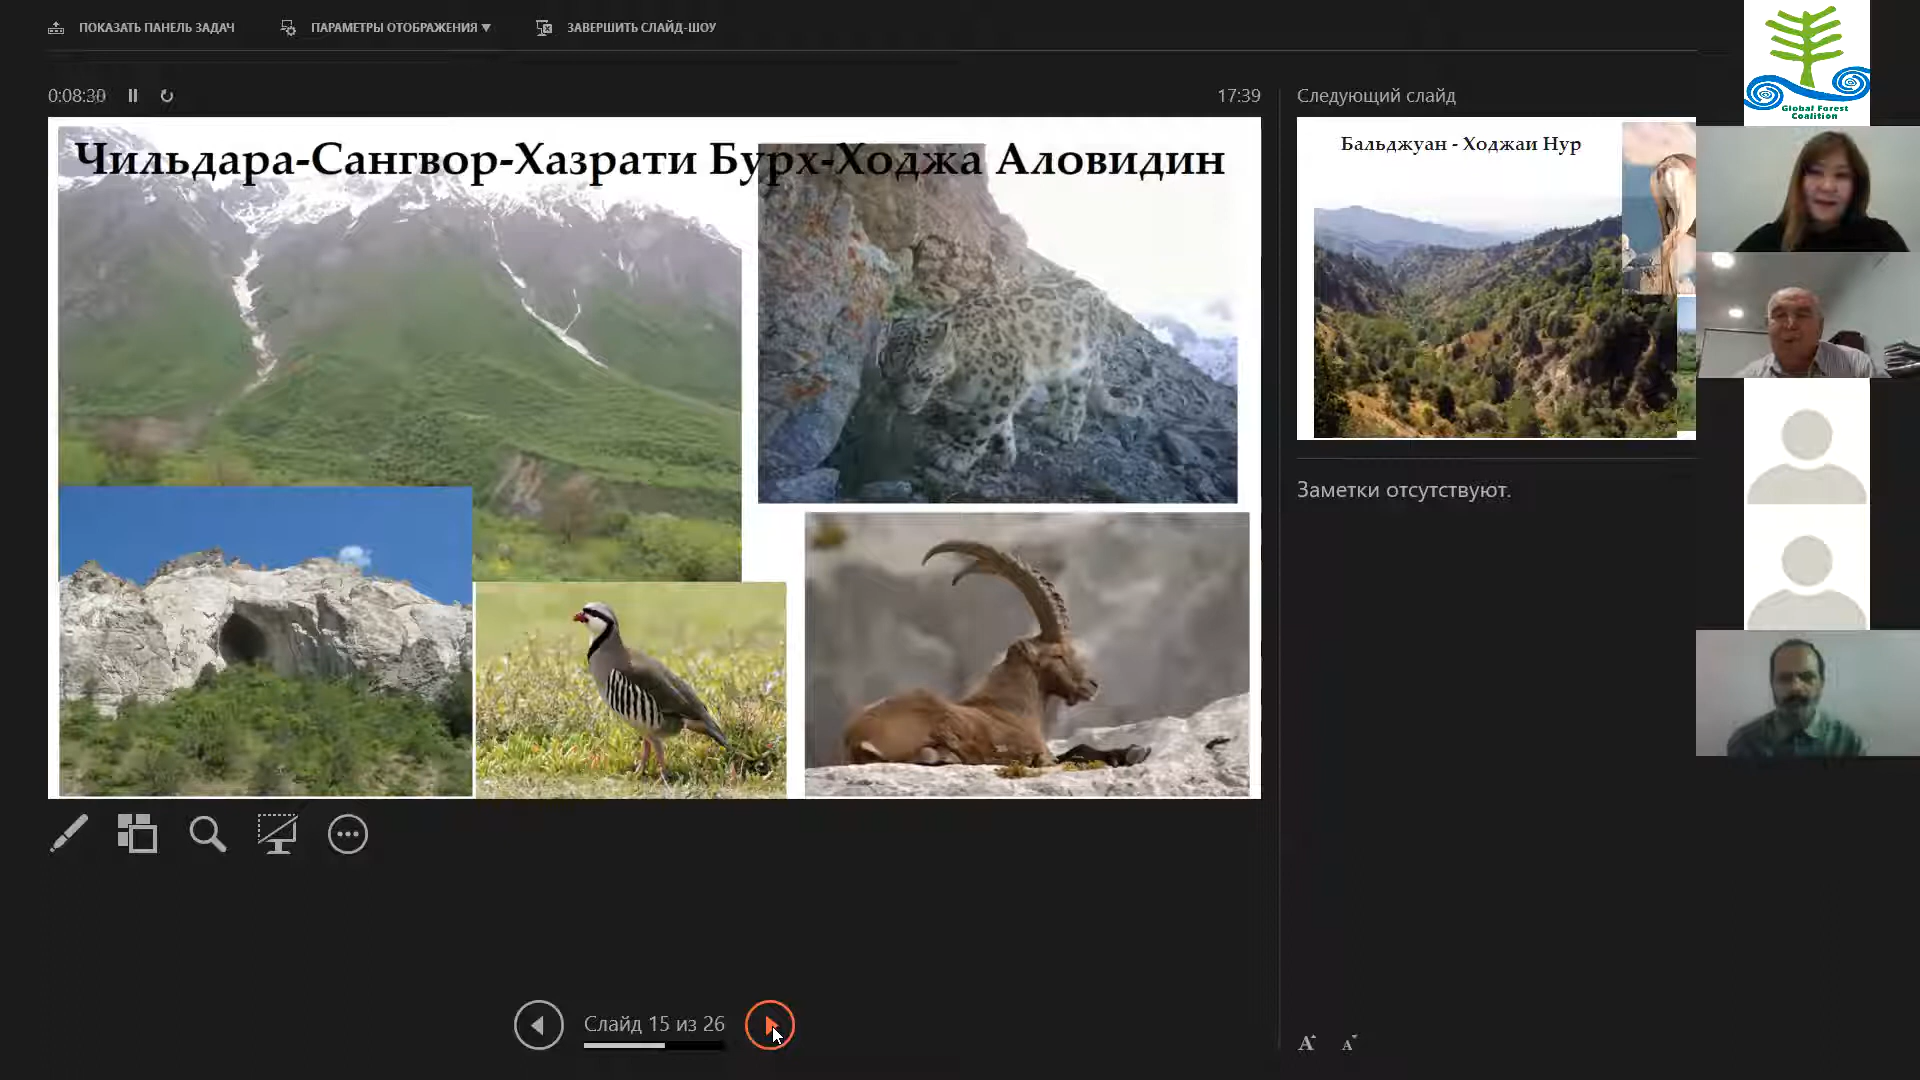 ПОКАЗАТЬ ПАНЕЛЬ ЗАДАЧ
ПАРАМЕТРЫ ОТОБРАЖЕНИЯ ▼
ЗАВЕРШИТЬ СЛАЙД-ШОУ
0:08:30
17:39
Следующий слайд
Чильдара-Сангвор-Хазрати Бурх-Ходжа Аловидин
Бальджуан - Ходжаи Нур
Заметки отсутствуют.
Слайд 15 из 26
A A
Global Forest
Coalition